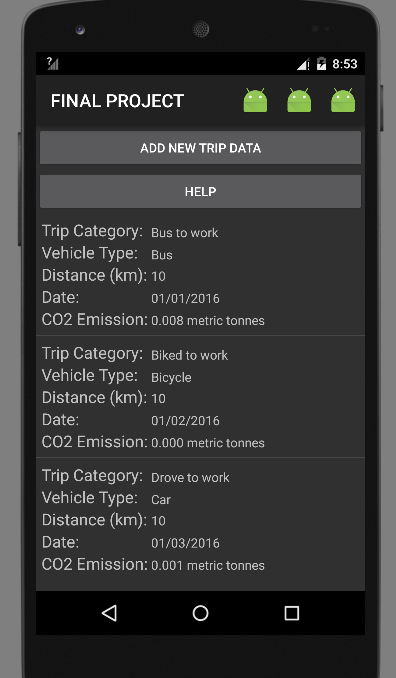 8:53
FINAL PROJECT
ADD NEW TRIP DATA
HELP
Trip Category: Bus to work
Vehicle Type: Bus
Distance (km): 10
Date: 01/01/2016
CO2 Emission: 0.008 metric tonnes
Trip Category: Biked to work
Vehicle Type: Bicycle
Distance (km): 10
Date: 01/02/2016
CO2 Emission: 0.000 metric tonnes
Trip Category: Drove to work
Vehicle Type: Car
Distance (km): 10
Date: 01/03/2016
CO2 Emission: 0.001 metric tonnes